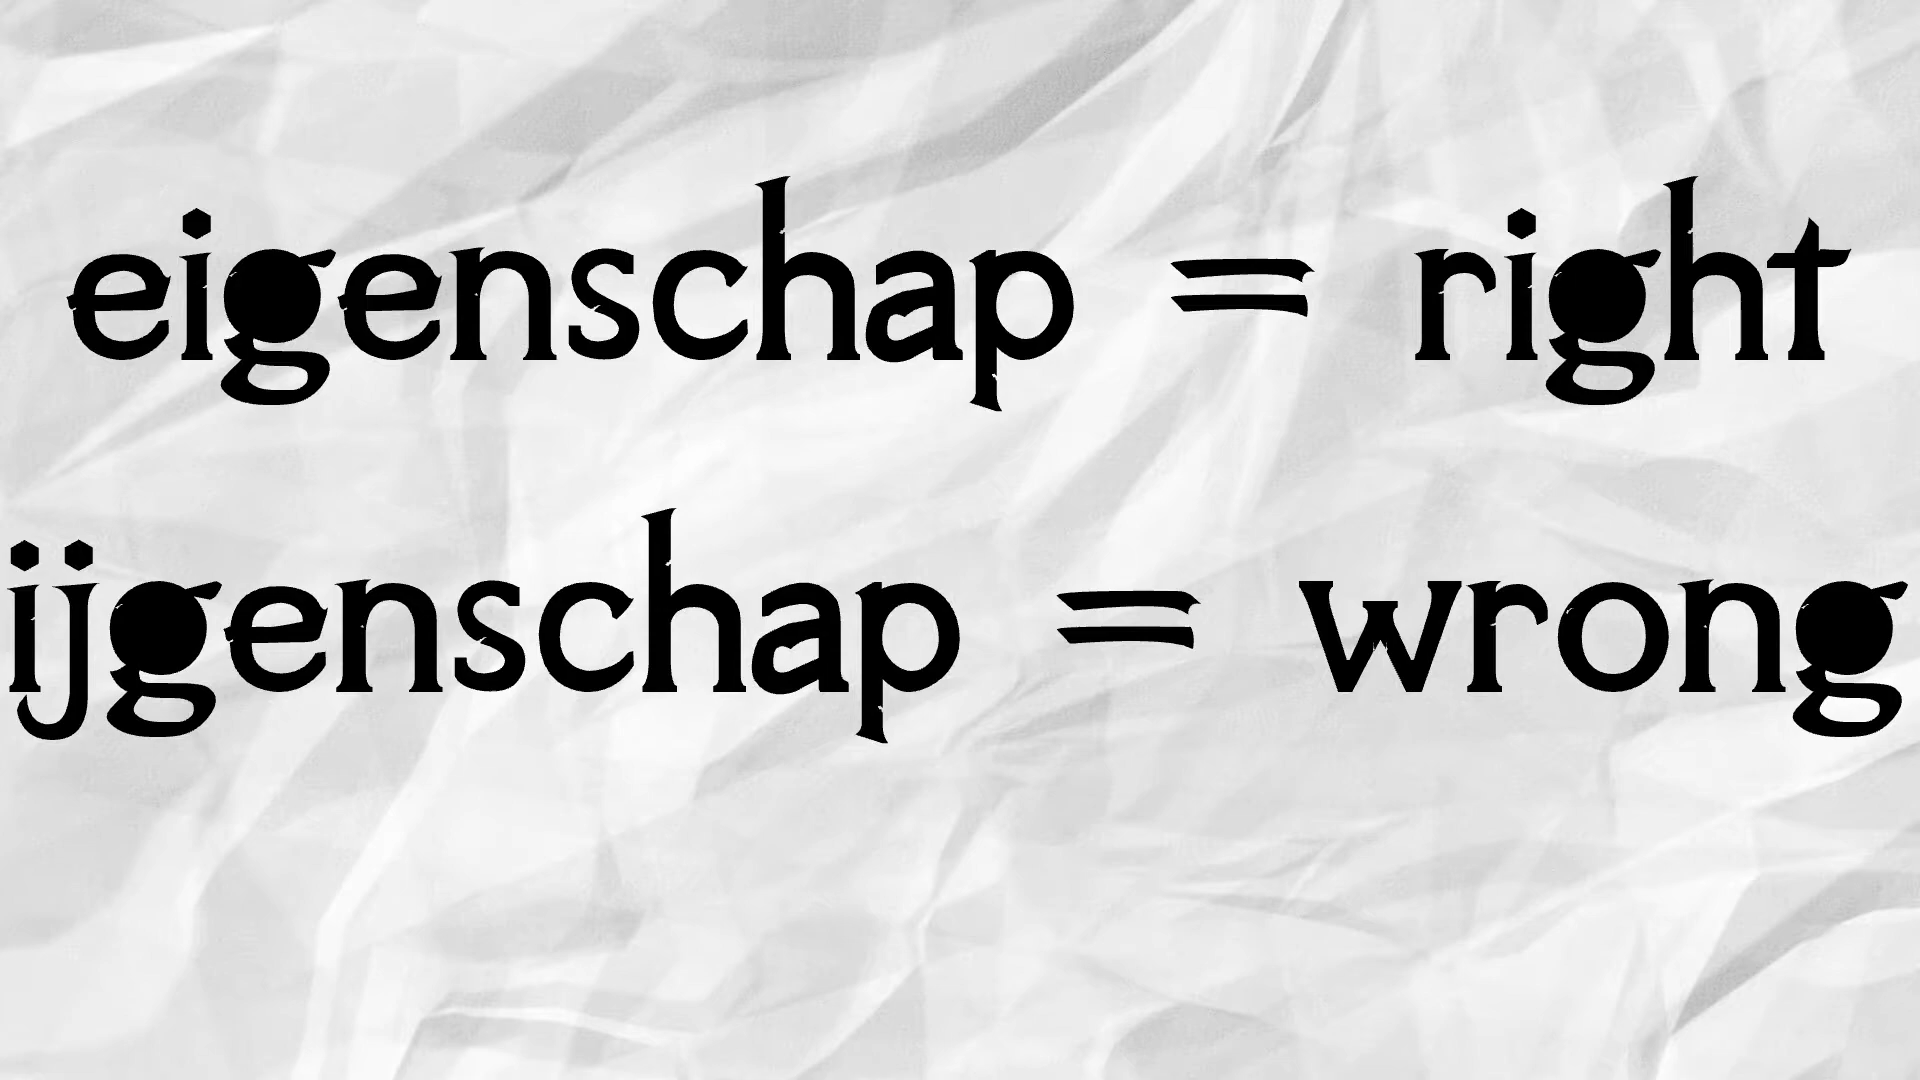 eigenschap = right
ijgenschap = wrong